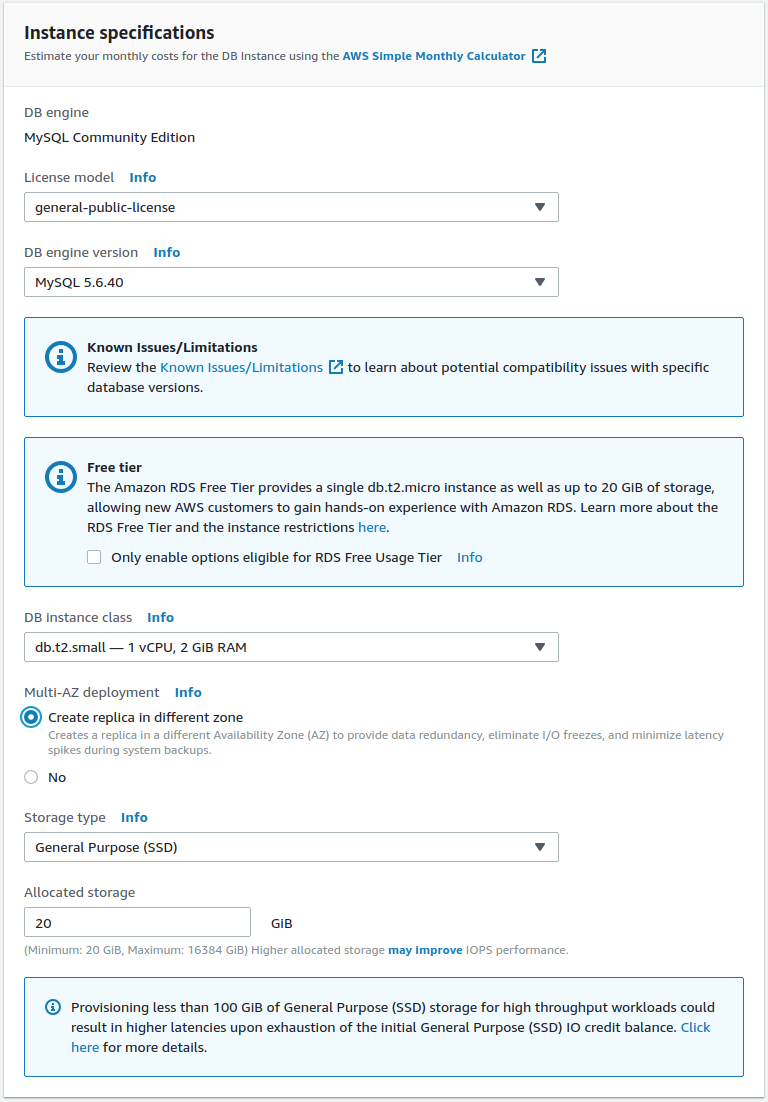 Instance specifications
Estimate your monthly costs for the DB Instance using the AWS Simple Monthly Calculator
DB engine
MySQL Community Edition
License model Info
general-public-license
DB engine version Info
MySQL 5.6.40
Known Issues/Limitations
Review the Known Issues/Limitations to learn about potential compatibility issues with specific
database versions.
Free tier
The Amazon RDS Free Tier provides a single db.t2.micro instance as well as up to 20 GiB of storage,
allowing new AWS customers to gain hands-on experience with Amazon RDS. Learn more about the
RDS Free Tier and the instance restrictions here.
Only enable options eligible for RDS Free Usage Tier Info
DB instance class Info
db.t2.small — 1 vCPU, 2 GiB RAM
Multi-AZ deployment Info
Create replica in different zone
Creates a replica in a different Availability Zone (AZ) to provide data redundancy, eliminate I/O freezes, and minimize latency
spikes during system backups.
No
Storage type Info
General Purpose (SSD)
Allocated storage
20 GiB
(Minimum: 20 GiB, Maximum: 16384 GiB) Higher allocated storage may improve IOPS performance.
Provisioning less than 100 GiB of General Purpose (SSD) storage for high throughput workloads could
result in higher latencies upon exhaustion of the initial General Purpose (SSD) IO credit balance. Click
here for more details.